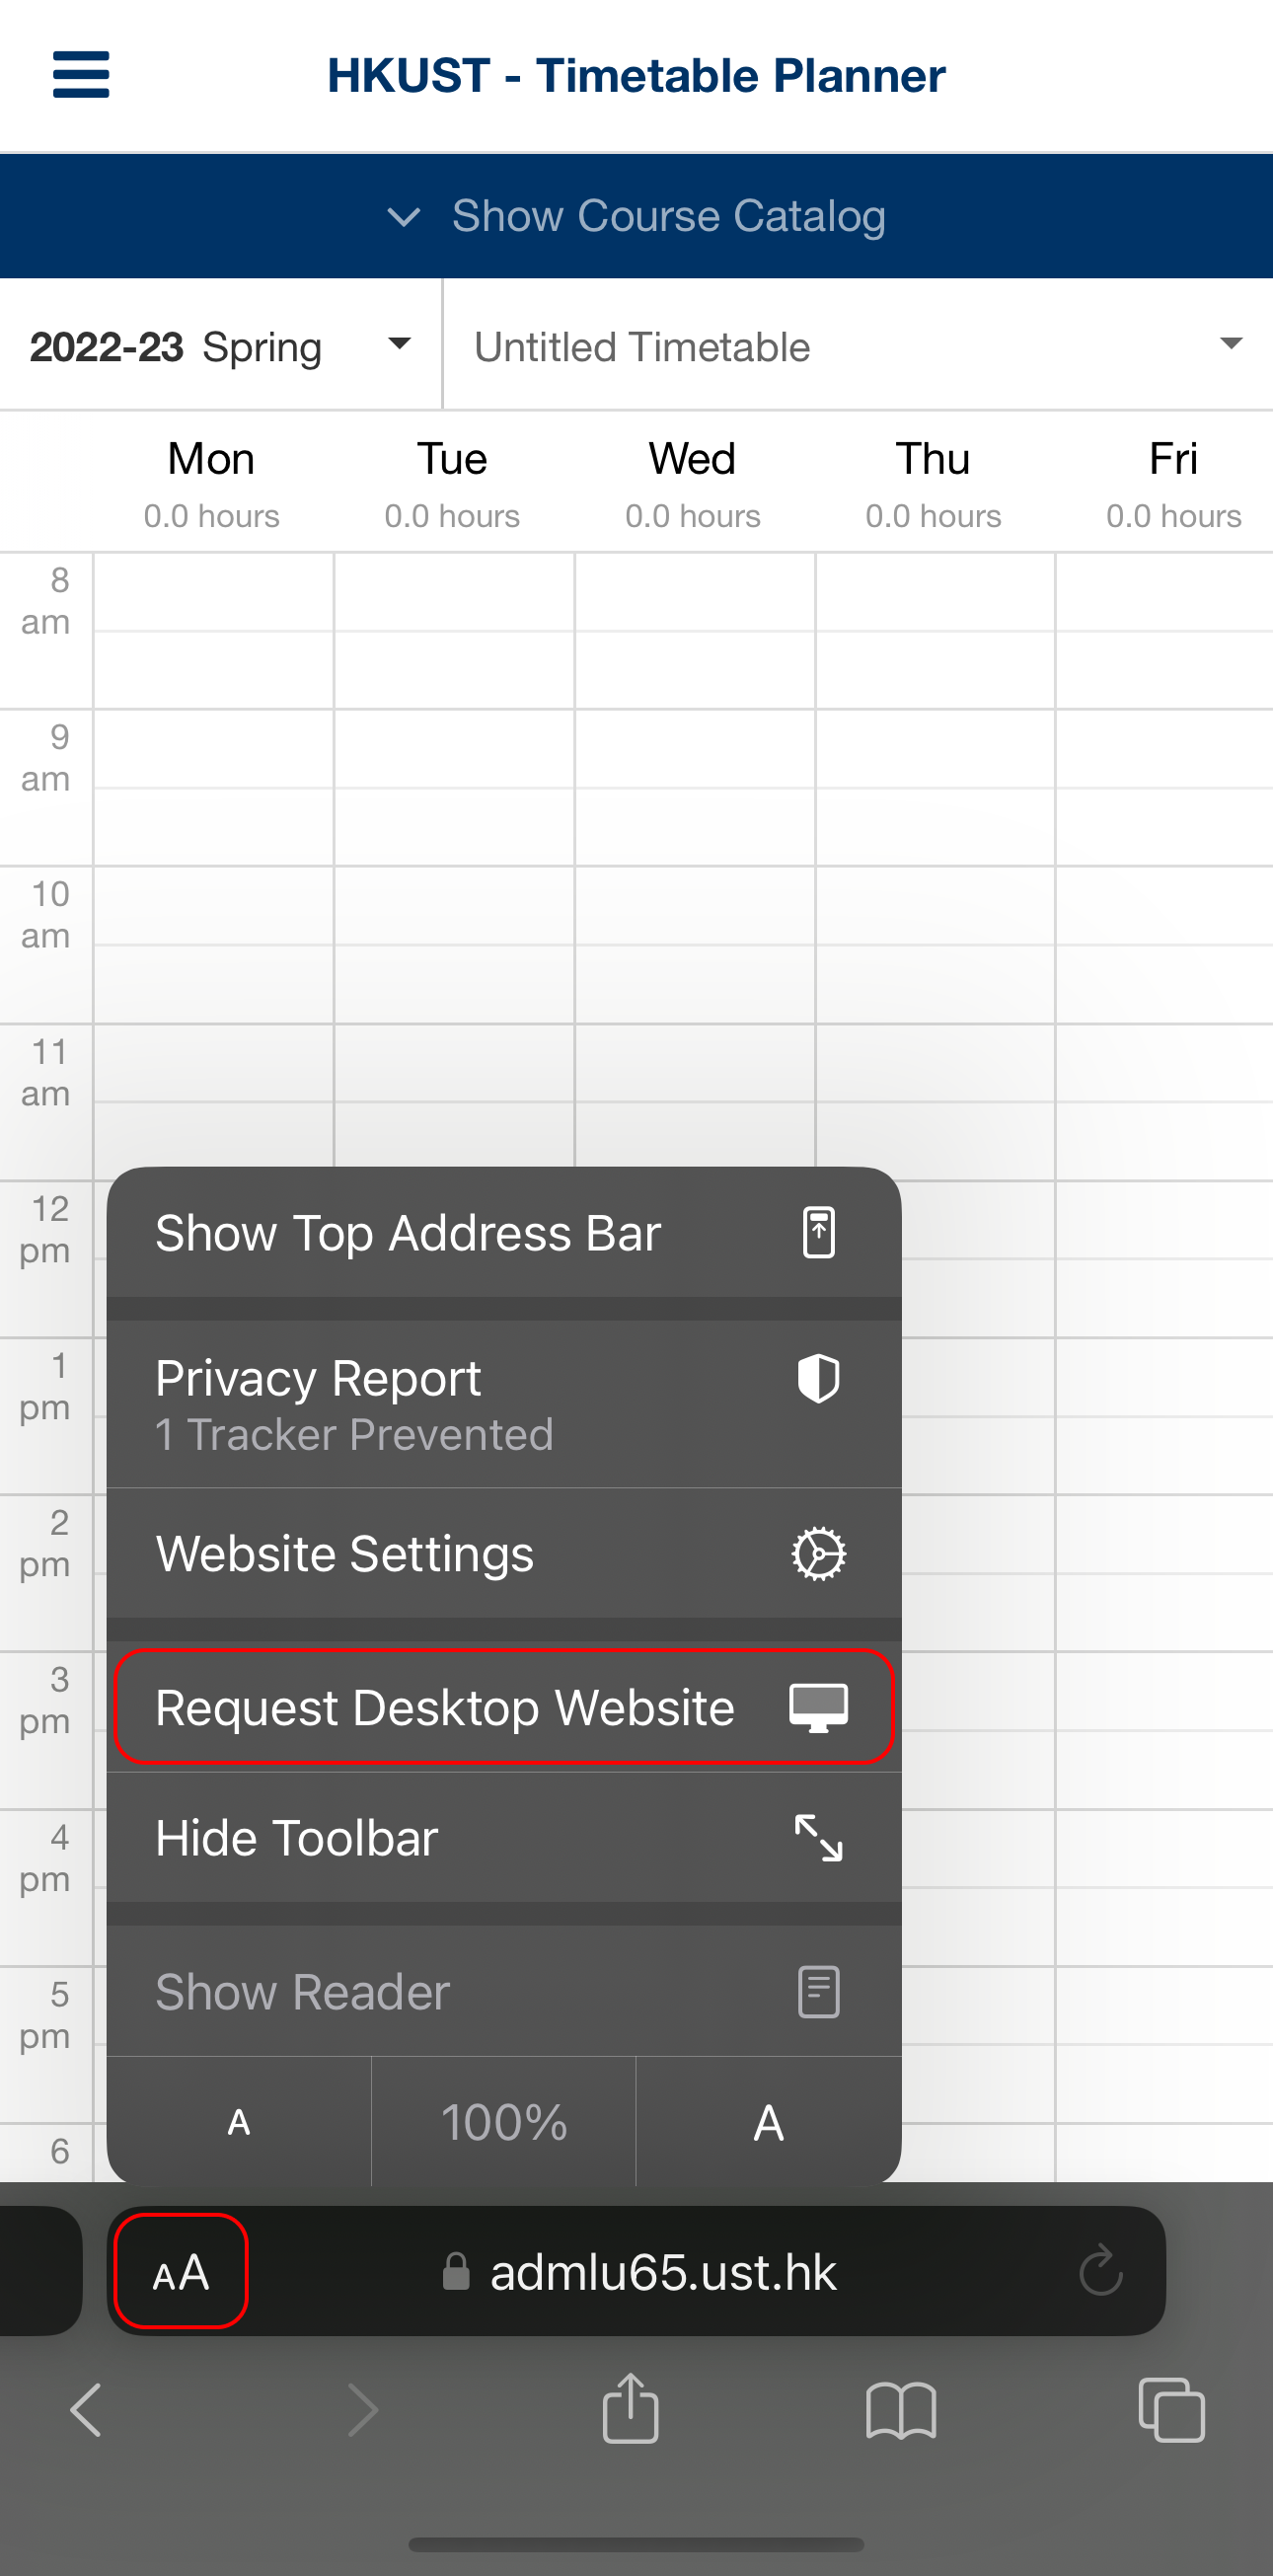 HKUST - Timetable Planner
Show Course Catalog
2022-23 Spring
Untitled Timetable
Mon
Tue
Wed
Thu
Fri
0.0 hours
0.0 hours
0.0 hours
0.0 hours
0.0 hours
8
am
9
am
10
am
11
am
12
pm
1
pm
2
pm
3
pm
4
pm
5
pm
6
Show Top Address Bar
Privacy Report
1 Tracker Prevented
Website Settings
Request Desktop Website
Hide Toolbar
Show Reader
A
100%
A
AA
admlu65.ust.hk